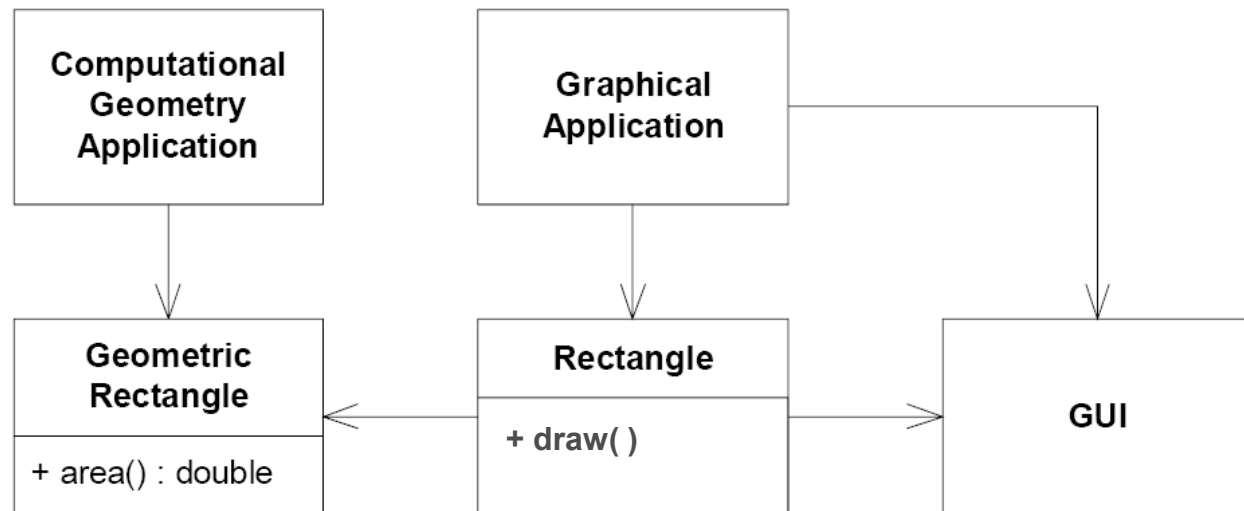 Computational
Geometry
Application
Graphical
Application
Geometric
Rectangle
+ area() : double
Rectangle
+ draw( )
GUI